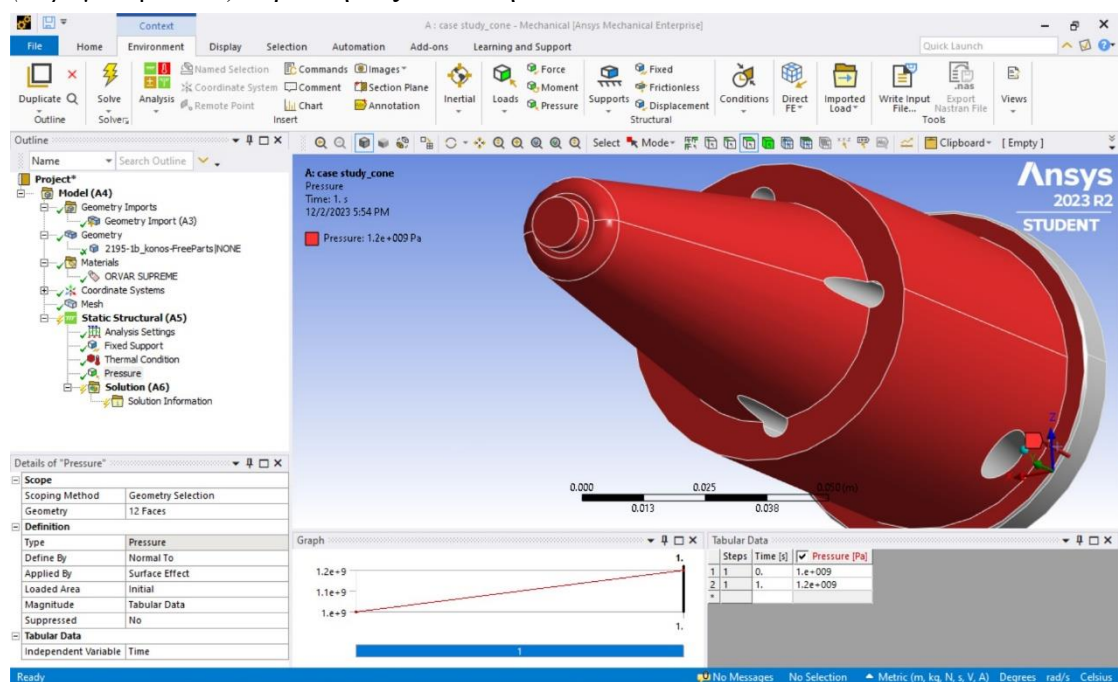 Context
A : case study_cone - Mechanical [Ansys Mechanical Enterprise]
File Home Environment Display Selection Automation Add-ons Learning and Support
Quick Launch
Duplicate
Outline
Solve
Solvers
Analysis
Named Selection
Coordinate System
Remote Point
Commands
Comment
Chart
Images
Section Plane
Annotation
Insert
Inertial
Loads
Force
Moment
Pressure
Supports
Fixed
Frictionless
Displacement
Structural
Conditions
Direct
FE
Imported
Load
Write Input
File...
Export
Nastran File
.nas
Tools
Views
Outline
Name
Search Outline
Project*
Model (A4)
Geometry Imports
Geometry Import (A3)
Geometry
2195-1b_konos-FreeParts|NONE
Materials
ORVAR SUPREME
Coordinate Systems
Mesh
Static Structural (A5)
Analysis Settings
Fixed Support
Thermal Condition
Pressure
Solution (A6)
Solution Information
Select Mode
Clipboard [Empty]
A: case study_cone
Pressure
Time: 1. s
12/2/2023 5:54 PM
Pressure: 1.2e+009 Pa
Ansys
2023 R2
STUDENT
Z
0.000 0.025 0.050 (m)
0.013 0.038
Details of "Pressure"
Scope
Scoping Method Geometry Selection
Geometry 12 Faces
Definition
Type Pressure
Define By Normal To
Applied By Surface Effect
Loaded Area Initial
Magnitude Tabular Data
Suppressed No
Tabular Data
Independent Variable Time
Graph
1.
1.2e+9
1.1e+9
1.e+9
1.
1
Tabular Data
Steps Time [s] Pressure [Pa]
1 1 0. 1.e+009
2 1 1. 1.2e+009
*
Ready
No Messages No Selection Metric (m, kg, N, s, V, A) Degrees rad/s Celsius